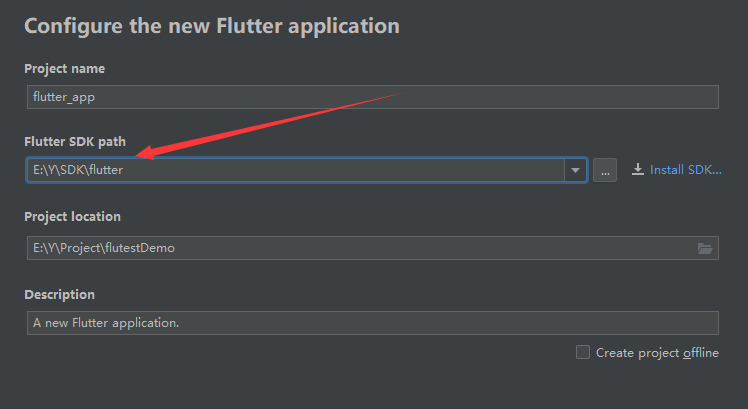 Configure the new Flutter application
Project name
flutter_app
Flutter SDK path
E:\Y\SDK\flutter
... Install SDK...
Project location
E:\Y\Project\flutestDemo
Description
A new Flutter application.
Create project offline